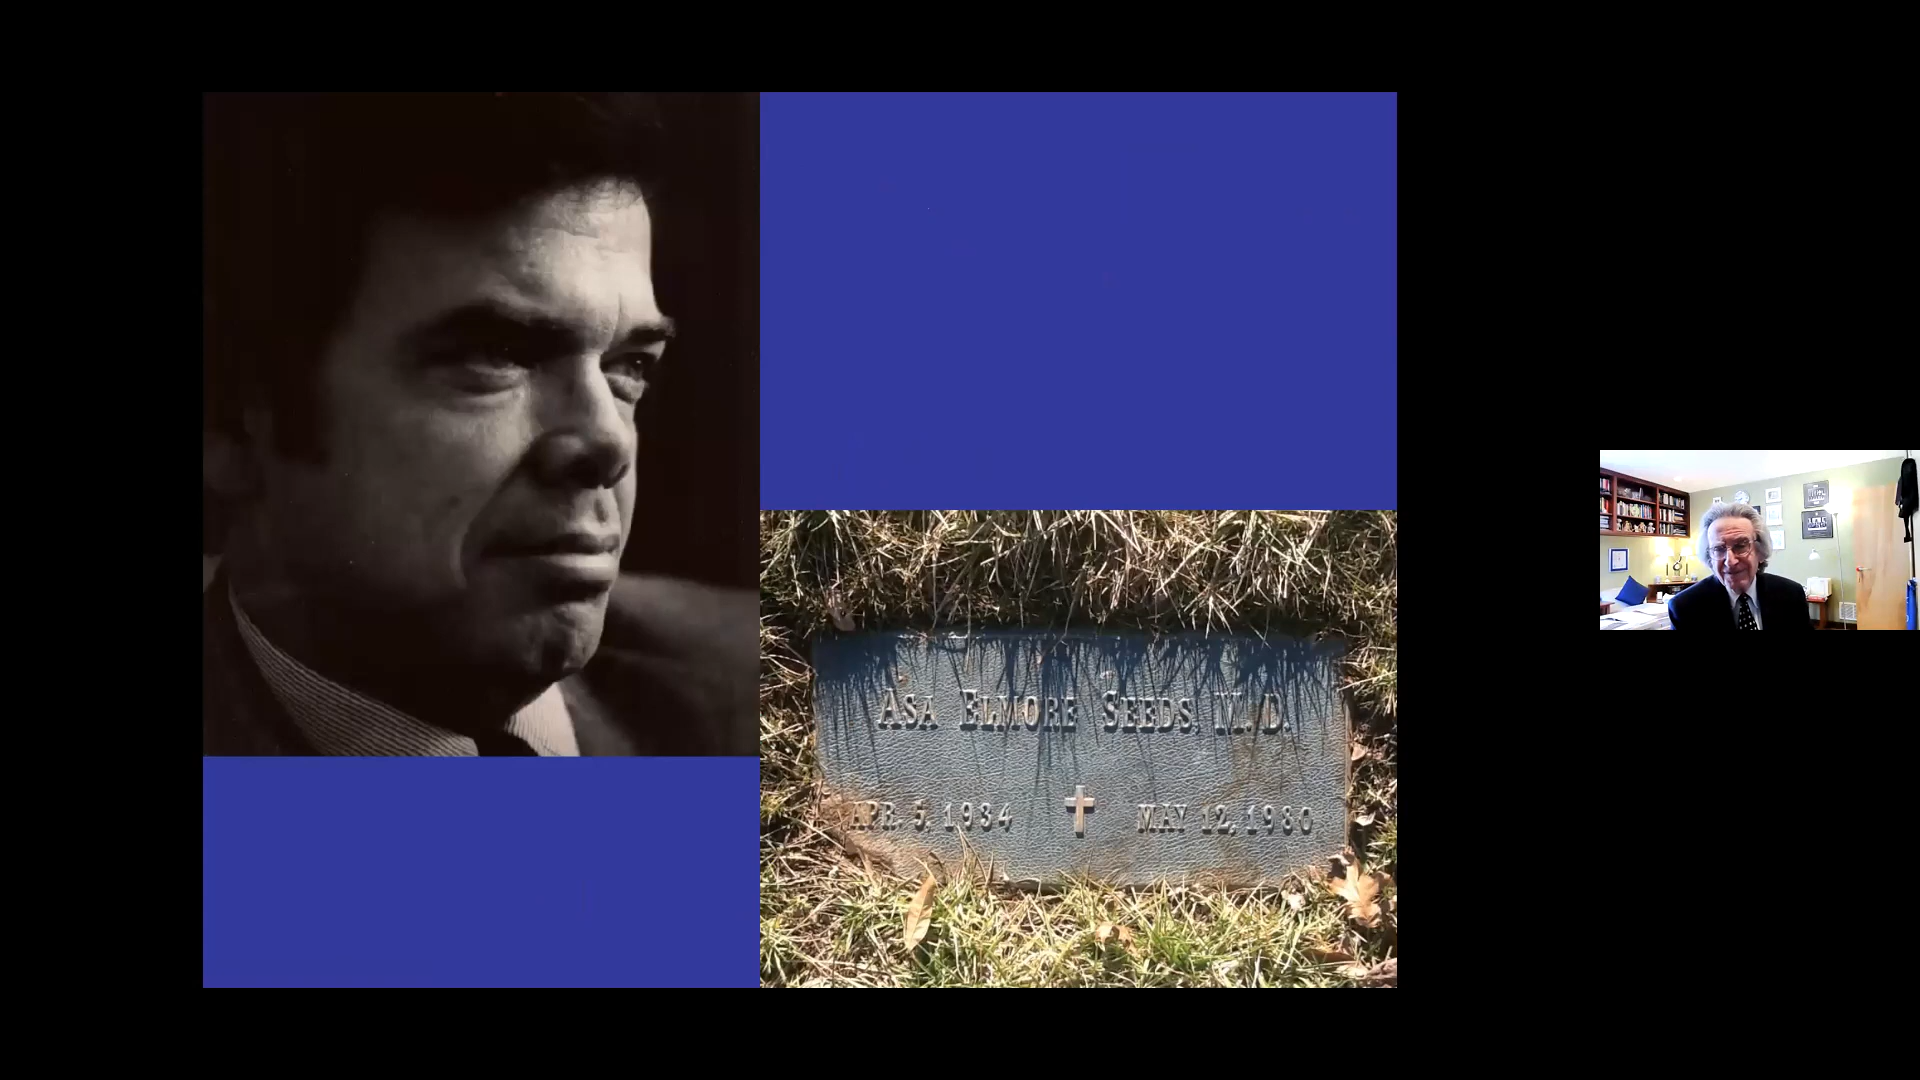 ASA ELMORE SEEDS, M.D.
APR. 5, 1934 MAY 12, 1980